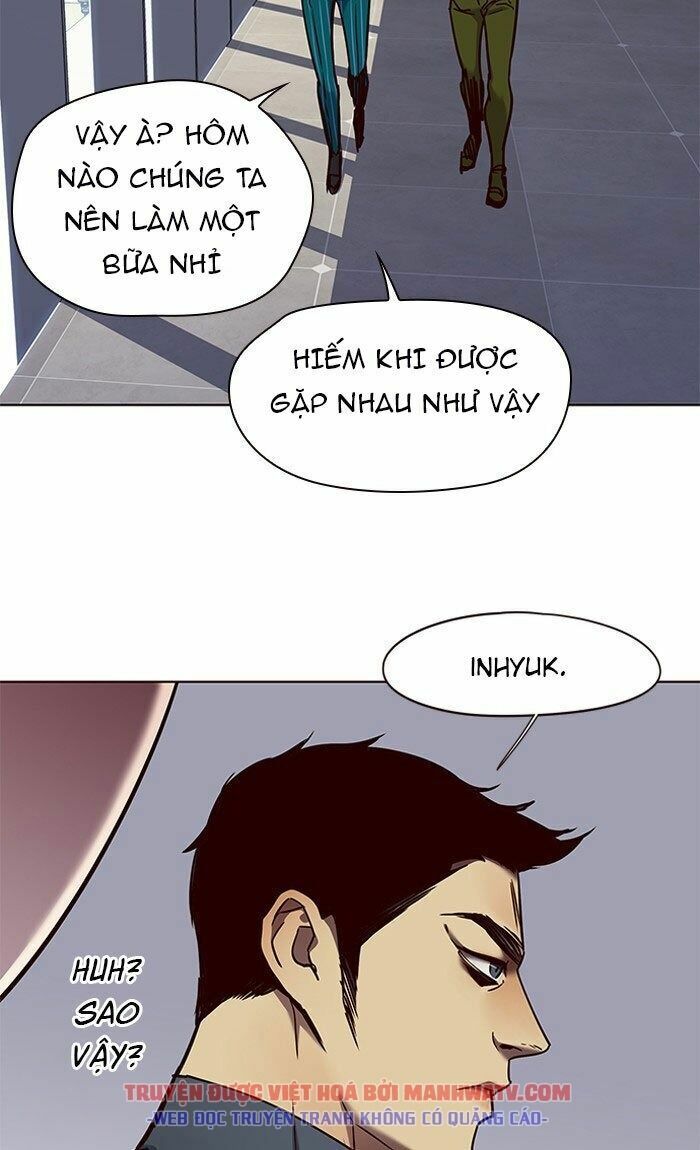 VẬY À? HÔM
NÀO CHÚNG TA
NÊN LÀM MỘT
BỮA NHỈ
HIẾM KHI ĐƯỢC
GẶP NHAU NHƯ VẬY
INHYUK.
HUH?
SAO
VẬY?
TRUYỆN ĐƯỢC VIỆT HOÁ BỞI MANHWATV.COM
-WEB ĐỌC TRUYỆN TRANH KHÔNG CÓ QUẢNG CÁO-